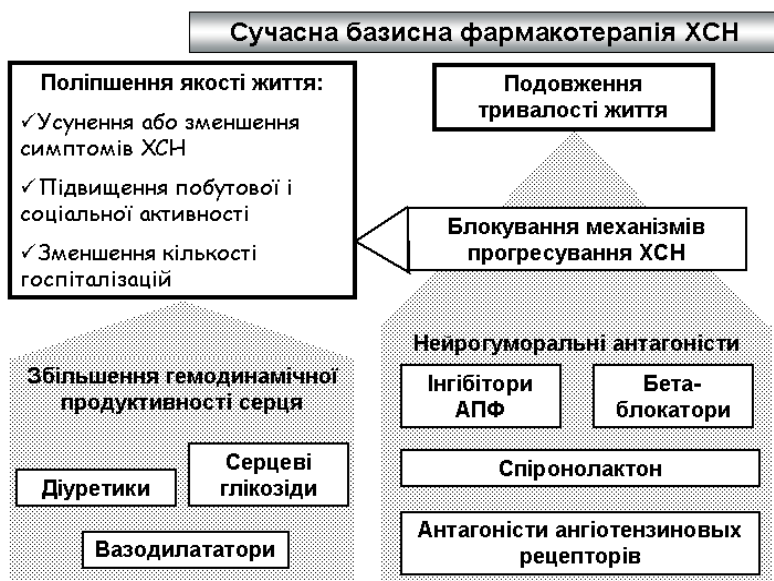 Сучасна базисна фармакотерапія ХСН
Поліпшення якості життя:
✓Усунення або зменшення
симптомів ХСН
✓Підвищення побутової і
соціальної активності
✓Зменшення кількості
госпіталізацій
Подовження
тривалості життя
Блокування механізмів
прогресування ХСН
Збільшення гемодинамічної
продуктивності серця
Діуретики
Серцеві
глікозіди
Вазодилататори
Нейрогуморальні антагоністи
Інгібітори
АПФ
Бета-
блокатори
Спіронолактон
Антагоністи ангіотензиновых
рецепторів